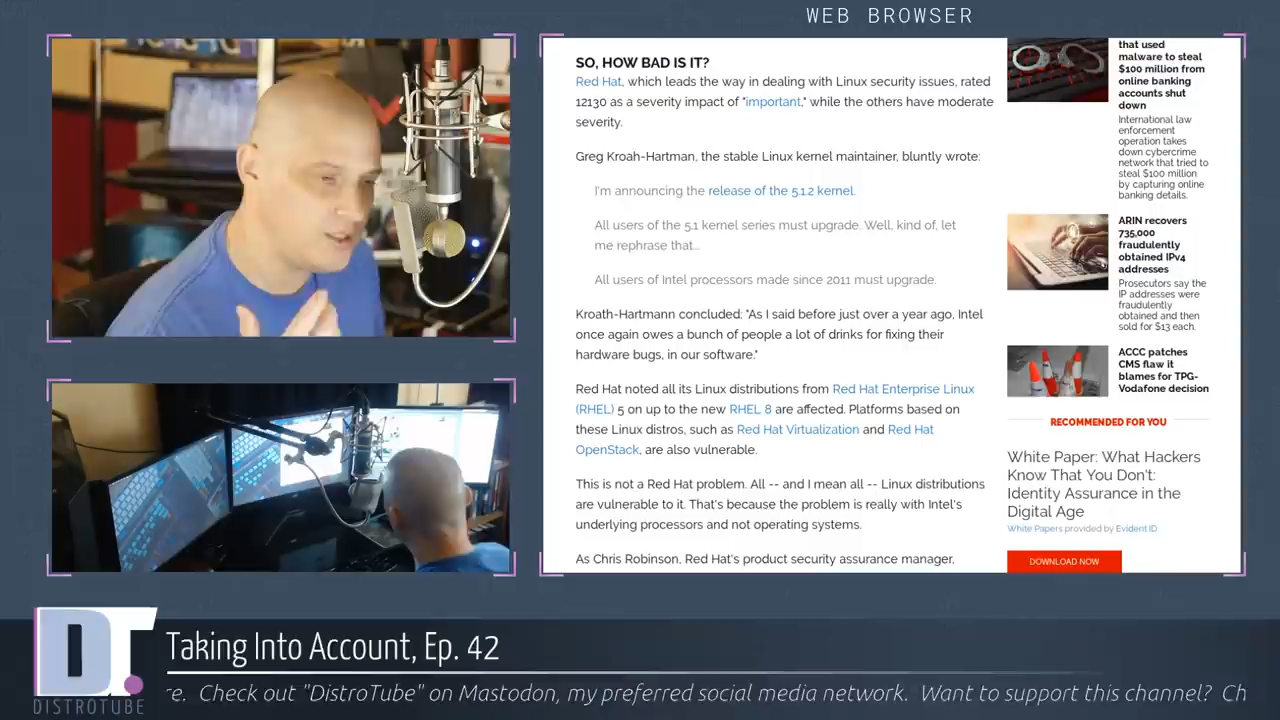 WEB BROWSER
SO, HOW BAD IS IT?
Red Hat, which leads the way in dealing with Linux security issues, rated
12130 as a severity impact of "important," while the others have moderate
severity.
Greg Kroah-Hartman, the stable Linux kernel maintainer, bluntly wrote:
I'm announcing the release of the 5.1.2 kernel.
All users of the 5.1 kernel series must upgrade. Well, kind of, let
me rephrase that...
All users of Intel processors made since 2011 must upgrade.
Kroath-Hartmann concluded: "As I said before just over a year ago, Intel
once again owes a bunch of people a lot of drinks for fixing their
hardware bugs, in our software."
Red Hat noted all its Linux distributions from Red Hat Enterprise Linux
(RHEL) 5 on up to the new RHEL 8 are affected. Platforms based on
these Linux distros, such as Red Hat Virtualization and Red Hat
OpenStack, are also vulnerable.
This is not a Red Hat problem. All -- and I mean all -- Linux distributions
are vulnerable to it. That's because the problem is really with Intel's
underlying processors and not operating systems.
As Chris Robinson, Red Hat's product security assurance manager,
that used
malware to steal
$100 million from
online banking
accounts shut
down
International law
enforcement
operation takes
down cybercrime
network that tried to
steal $100 million
by capturing online
banking details.
ARIN recovers
735,000
fraudulently
obtained IPv4
addresses
Prosecutors say the
IP addresses were
fraudulently
obtained and then
sold for $13 each.
ACCC patches
CMS flaw it
blames for TPG-
Vodafone decision
RECOMMENDED FOR YOU
White Paper: What Hackers
Know That You Don't:
Identity Assurance in the
Digital Age
White Papers provided by Evident ID
DOWNLOAD NOW
DT
DISTROTUBE
Taking Into Account, Ep. 42
e. Check out "DistroTube" on Mastodon, my preferred social media network. Want to support this channel? Ch